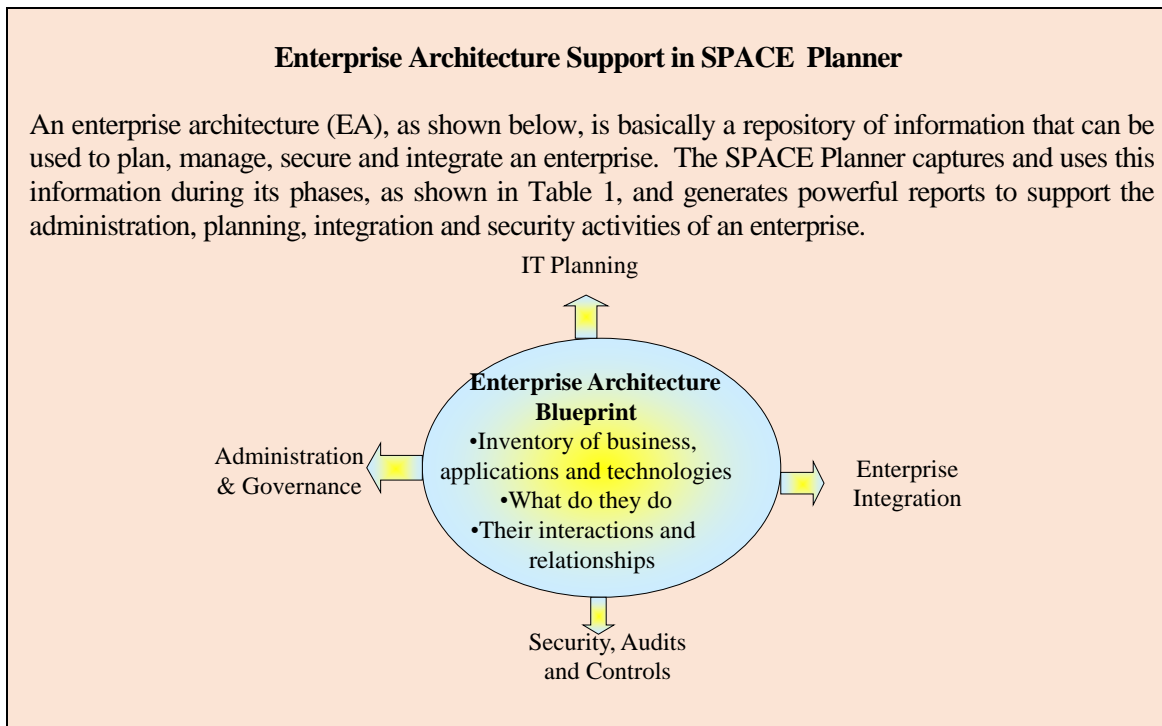 Enterprise Architecture Support in SPACE Planner
An enterprise architecture (EA), as shown below, is basically a repository of information that can be
used to plan, manage, secure and integrate an enterprise. The SPACE Planner captures and uses this
information during its phases, as shown in Table 1, and generates powerful reports to support the
administration, planning, integration and security activities of an enterprise.
IT Planning
Enterprise Architecture
Blueprint
•Inventory of business,
applications and technologies
•What do they do
•Their interactions and
relationships
Administration
& Governance
Enterprise
Integration
Security, Audits
and Controls